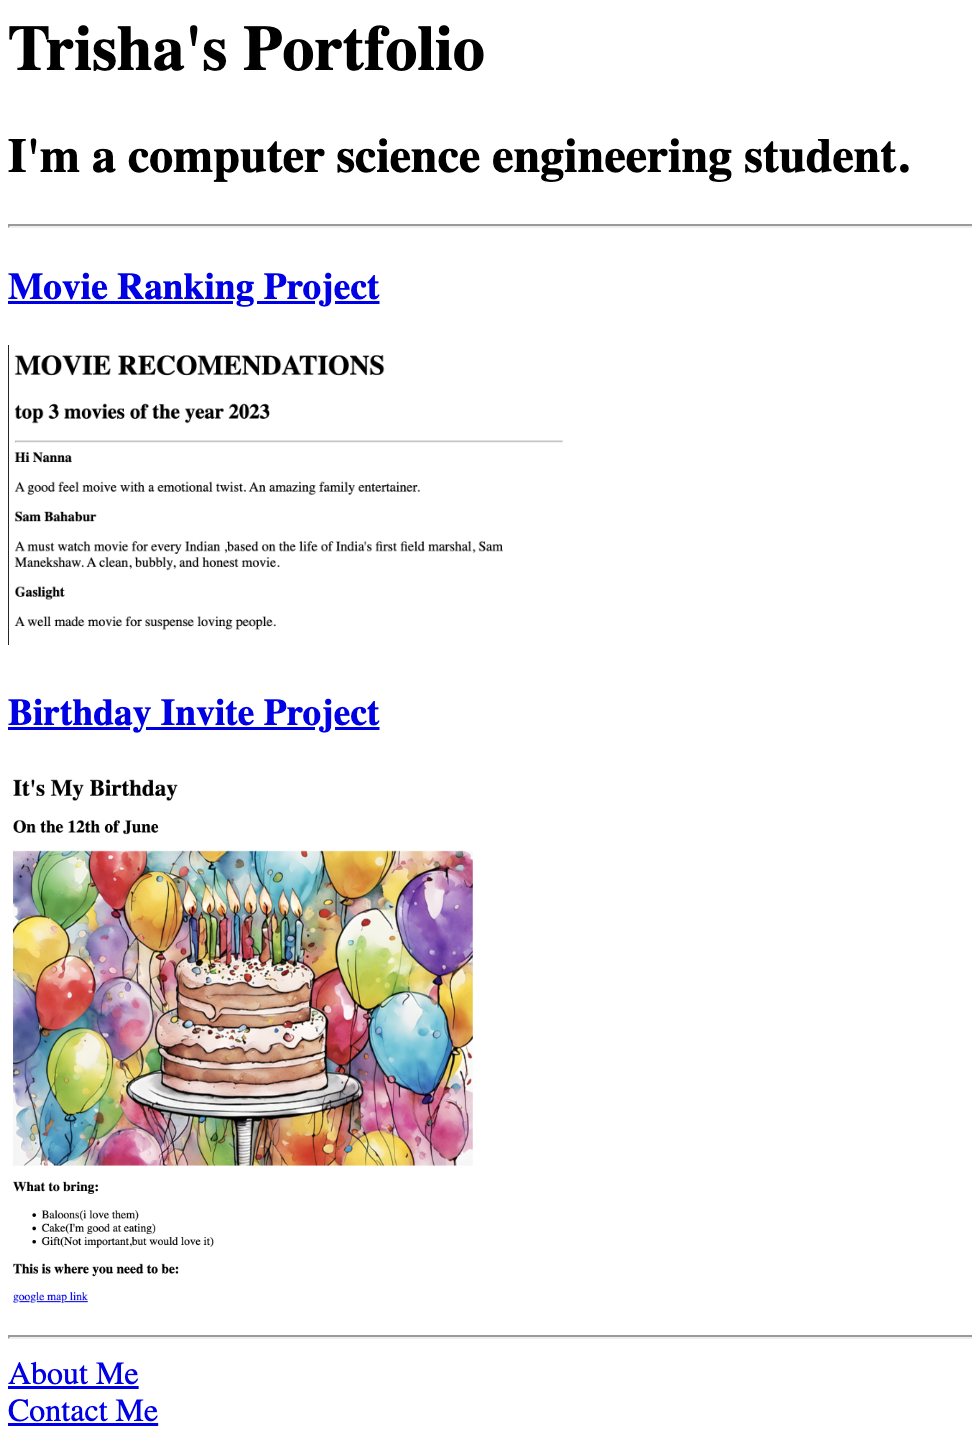 Trisha's Portfolio
I'm a computer science engineering student.
Movie Ranking Project
MOVIE RECOMENDATIONS
top 3 movies of the year 2023
Hi Nanna
A good feel moive with a emotional twist. An amazing family entertainer.
Sam Bahabur
A must watch movie for every Indian ,based on the life of India's first field marshal, Sam
Manekshaw. A clean, bubbly, and honest movie.
Gaslight
A well made movie for suspense loving people.
Birthday Invite Project
It's My Birthday
On the 12th of June
What to bring:
• Baloons(i love them)
• Cake(I'm good at eating)
• Gift(Not important,but would love it)
This is where you need to be:
google map link
About Me
Contact Me